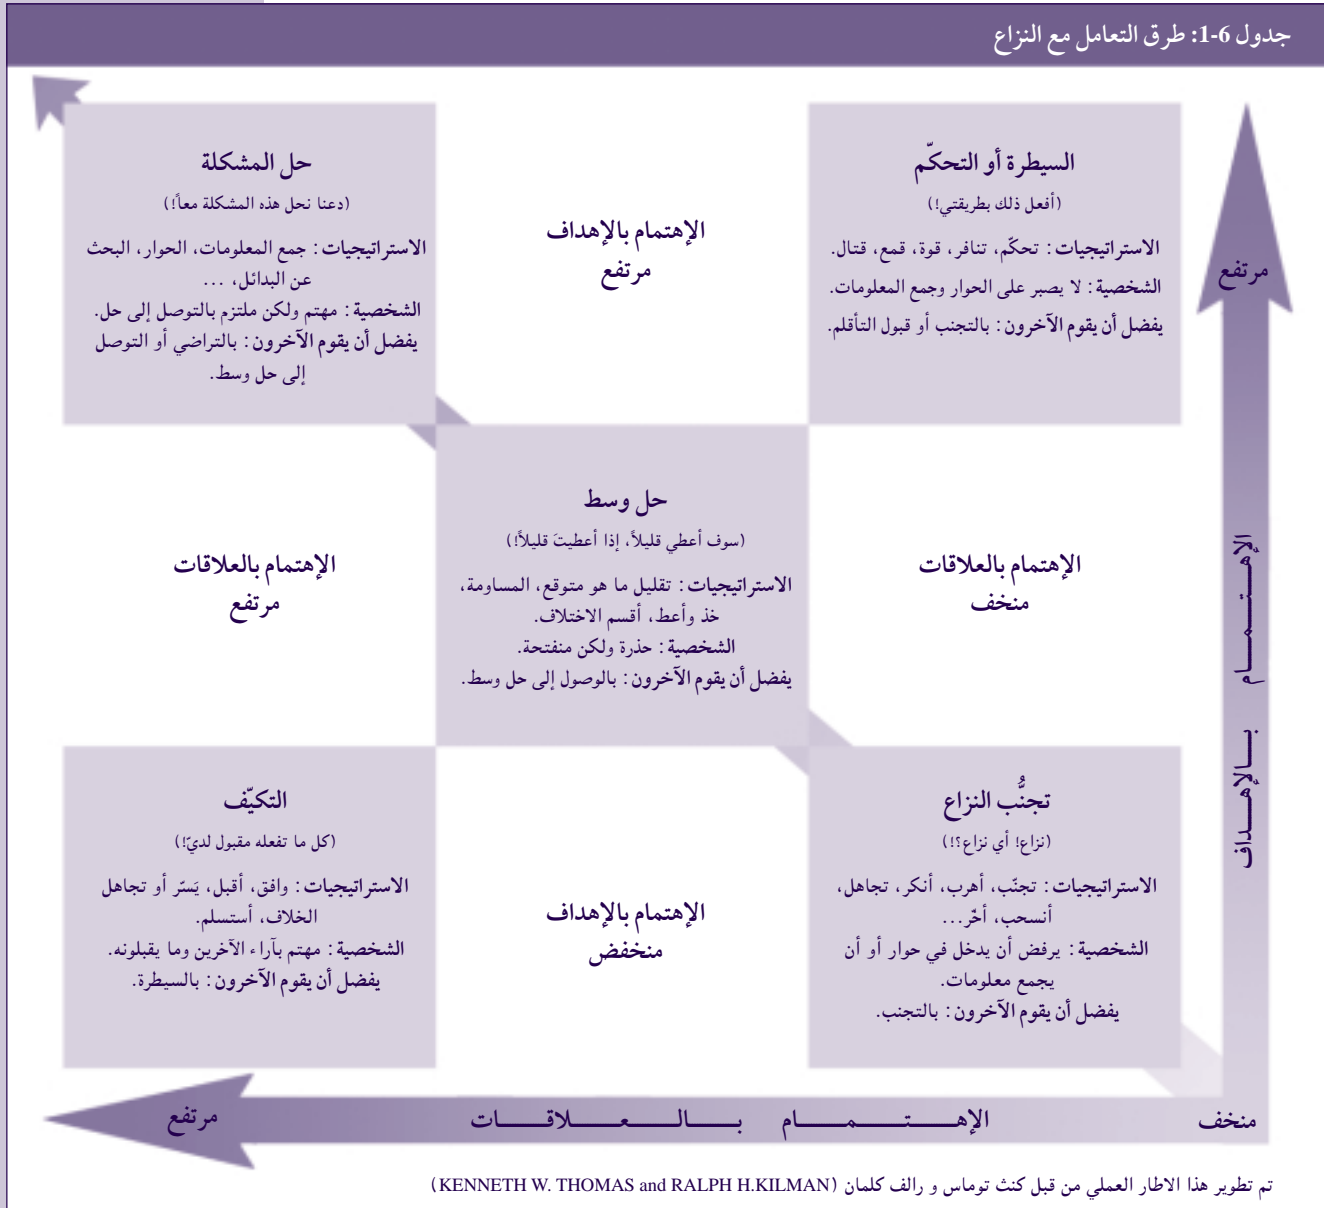 جدول 6-1: طرق التعامل مع النزاع
السيطرة أو التحكّم
(أفعل ذلك بطريقتي!)
الاستراتيجيات: تحكّم، تنافر، قوة، قمع، قتال.
الشخصية: لا يصبر على الحوار وجمع المعلومات.
يفضل أن يقوم الآخرون: بالتجنب أو قبول التأقلم.
الإهتمام بالإهداف
مرتفع
حل المشكلة
(دعنا نحل هذه المشكلة معاً!)
الاستراتيجيات: جمع المعلومات، الحوار، البحث
عن البدائل، ...
الشخصية: مهتم ولكن ملتزم بالتوصل إلى حل.
يفضل أن يقوم الآخرون: بالتراضي أو التوصل
إلى حل وسط.
مرتفع
الإهتمام بالإهداف
الإهتمام بالعلاقات
منخف
حل وسط
(سوف أعطي قليلاً، إذا أعطيتَ قليلاً!)
الاستراتيجيات: تقليل ما هو متوقع، المساومة،
خذ وأعط، أقسم الاختلاف.
الشخصية: حذرة ولكن منفتحة.
يفضل أن يقوم الآخرون: بالوصول إلى حل وسط.
الإهتمام بالعلاقات
مرتفع
تجنُّب النزاع
(نزاع! أي نزاع؟!)
الاستراتيجيات: تجنّب، أهرب، أنكر، تجاهل،
أنسحب، أخّر...
الشخصية: يرفض أن يدخل في حوار أو أن
يجمع معلومات.
يفضل أن يقوم الآخرون: بالتجنب.
الإهتمام بالإهداف
منخفض
التكيّف
(كل ما تفعله مقبول لديّ!)
الاستراتيجيات: وافق، أقبل، يَسّر أو تجاهل
الخلاف، أستسلم.
الشخصية: مهتم بآراء الآخرين وما يقبلونه.
يفضل أن يقوم الآخرون: بالسيطرة.
منخف
الإهتمام بالعلاقات
مرتفع
تم تطوير هذا الاطار العملي من قبل كنث توماس و رالف كلمان (KENNETH W. THOMAS and RALPH H.KILMAN)